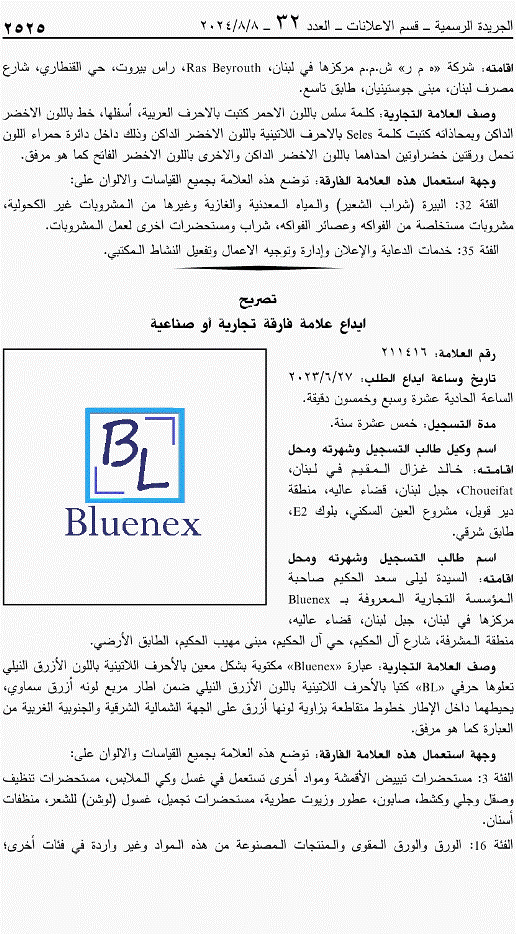 الجريدة الرسمية ــ قسم الاعلانات ــ العدد ٣٢ ــ ٢٠٢٤/٨/٨
٢٥٢٥
اقامته: شركة «ه م ر» ش.م.م مركزها في لبنان، Ras Beyrouth، راس بيروت، حي القنطاري، شارع
مصرف لبنان، مبنى جوستينيان، طابق تاسع.
وصف العلامة التجارية: كلمة سلس باللون الاحمر كتبت بالاحرف العربية، أسفلها، خط باللون الاخضر
الداكن وبمحاذاته كتبت كلمة Seles بالاحرف اللاتينية باللون الاخضر الداكن وذلك داخل دائرة حمراء اللون
تحمل ورقتين خضراوتين احداهما باللون الاخضر الداكن والاخرى باللون الاخضر الفاتح كما هو مرفق.
وجهة استعمال هذه العلامة الفارقة: توضع هذه العلامة بجميع القياسات والالوان على:
الفئة 32: البيرة (شراب الشعير) والمياه المعدنية والغازية وغيرها من المشروبات غير الكحولية،
مشروبات مستخلصة من الفواكه وعصائر الفواكه، شراب ومستحضرات اخرى لعمل المشروبات.
الفئة 35: خدمات الدعاية والإعلان وإدارة وتوجيه الاعمال وتفعيل النشاط المكتبي.
تصريح
ايداع علامة فارقة تجارية أو صناعية
رقم العلامة: ٢١١٤١٦
تاريخ وساعة ايداع الطلب: ٢٠٢٣/٦/٢٧
الساعة الحادية عشرة وسبع وخمسون دقيقة.
مدة التسجيل: خمس عشرة سنة.
اسم وكيل طالب التسجيل وشهرته ومحل
اقامته: خالد غزال المقيم في لبنان،
Choueifat، جبل لبنان، قضاء عاليه، منطقة
دير قوبل، مشروع العين السكني، بلوك E2،
طابق شرقي.
اسم طالب التسجيل وشهرته ومحل
اقامته: السيدة ليلى سعد الحكيم صاحبة
المؤسسة التجارية المعروفة بـ Bluenex
مركزها في لبنان، جبل لبنان، قضاء عاليه،
منطقة المشرفة، شارع آل الحكيم، حي آل الحكيم، مبنى مهيب الحكيم، الطابق الأرضي.
BL
Bluenex
وصف العلامة التجارية: عبارة «Bluenex» مكتوبة بشكل معين بالأحرف اللاتينية باللون الأزرق النيلي
تعلوها حرفي «BL» كتبا بالأحرف اللاتينية باللون الأزرق النيلي ضمن اطار مربع لونه أزرق سماوي،
يحيطهما داخل الإطار خطوط متقاطعة بزاوية لونها أزرق على الجهة الشمالية الشرقية والجنوبية الغربية من
العبارة كما هو مرفق.
وجهة استعمال هذه العلامة الفارقة: توضع هذه العلامة بجميع القياسات والالوان على:
الفئة 3: مستحضرات تبييض الأقمشة ومواد أخرى تستعمل في غسل وكي الملابس، مستحضرات تنظيف
وصقل وجلي وكشط، صابون، عطور وزيوت عطرية، مستحضرات تجميل، غسول (لوشن) للشعر، منظفات
أسنان.
الفئة 16: الورق والورق المقوى والمنتجات المصنوعة من هذه المواد وغير واردة في فئات أخرى؛